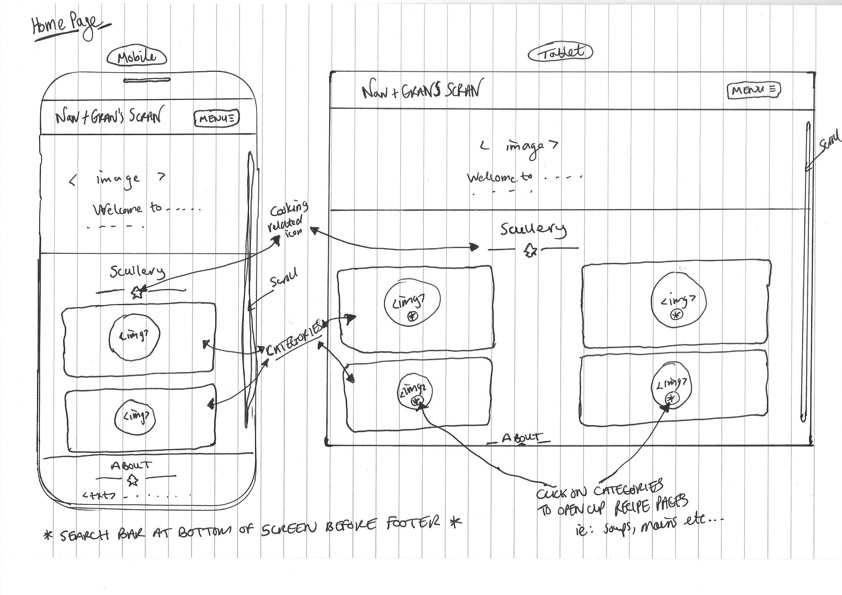 Home Page
Mobile
NAN + GRAN'S SCRAN
MENU
< image >
Welcome to .....
Scullery
<img>
<img>
ABOUT
<txt> .......
Cooking
related
icon
Scroll
CATEGORIES
Tablet
NAN + GRAN'S SCRAN
MENU
< image >
Welcome to ....
Scullery
<img>
*
<img>
*
<img>
*
<img>
*
ABOUT
Scroll
CLICK ON CATEGORIES
TO OPEN UP RECIPE PAGES
ie: soups, mains etc...
* SEARCH BAR AT BOTTOM OF SCREEN BEFORE FOOTER *